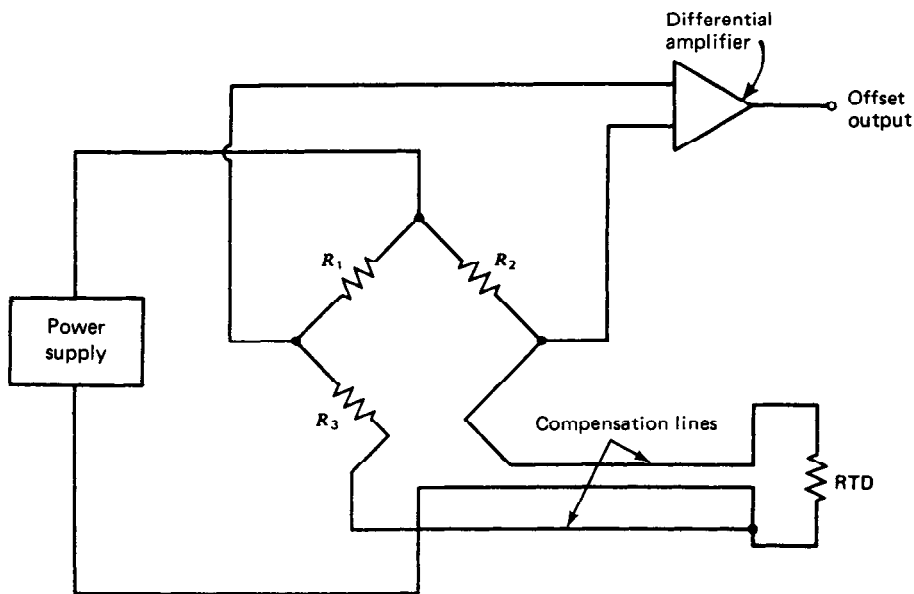 Differential
amplifier
Offset
output
R₁
R₂
Power
supply
R₃
Compensation lines
RTD